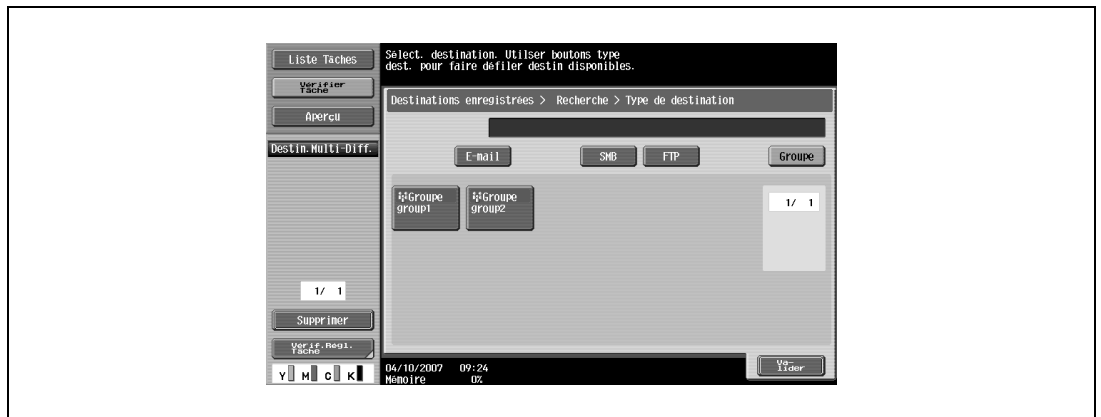 Liste Tâches
Vérifier
Tâche
Aperçu
Destin.Multi-Diff.
1/ 1
Supprimer
Vérif.Regl.
Tâche
Y M C K
Sélect. destination. Utilser boutons type
dest. pour faire défiler destin disponibles.
Destinations enregistrées > Recherche > Type de destination
E-mail SMB FTP Groupe
Groupe
group1
Groupe
group2
1/ 1
04/10/2007 09:24
Mémoire 0%
Va-
lider